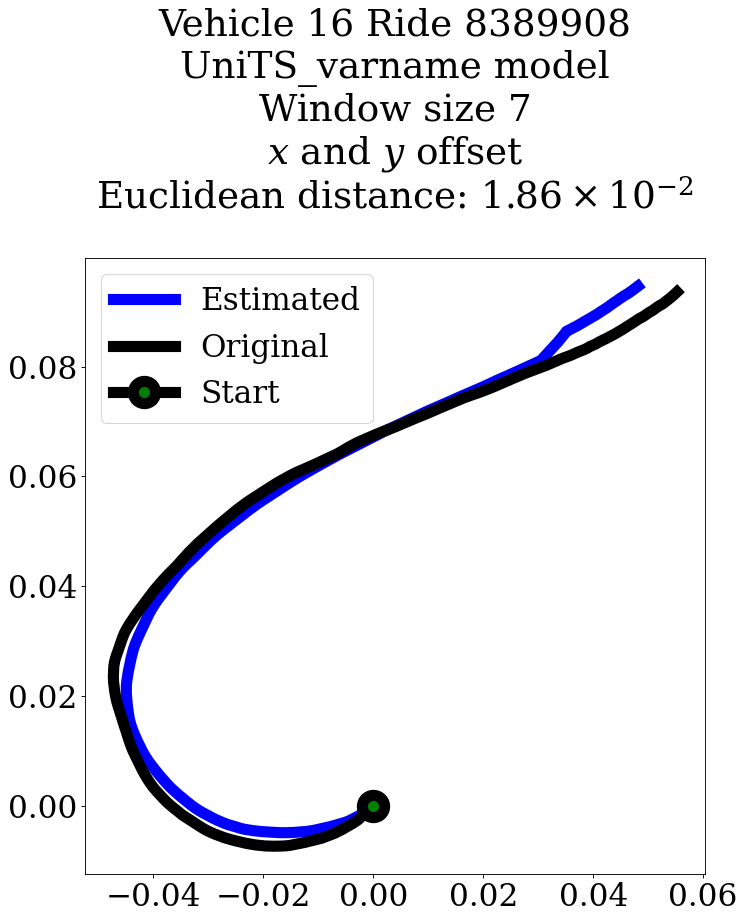 Vehicle 16 Ride 8389908
UniTS_varname model
Window size 7
x and y offset
Euclidean distance: 1.86 × 10⁻²
Estimated
Original
Start
0.08
0.06
0.04
0.02
0.00
−0.04 −0.02 0.00 0.02 0.04 0.06